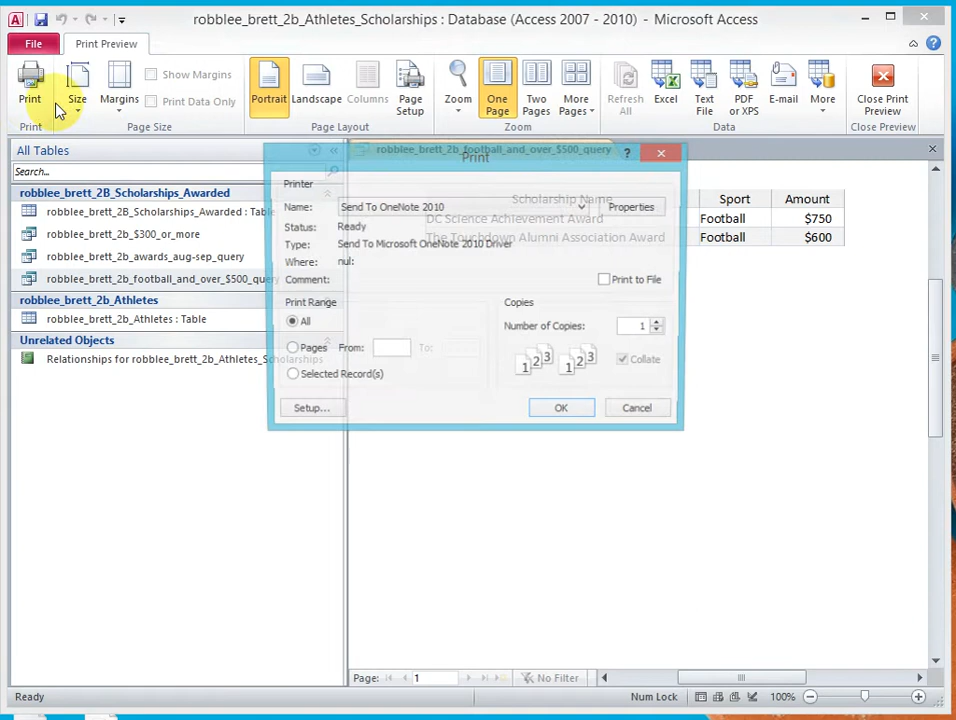 robblee_brett_2b_Athletes_Scholarships : Database (Access 2007 - 2010) - Microsoft Access
File
Print Preview
Print
Size
Margins
Show Margins
Print Data Only
Portrait
Landscape
Columns
Page Setup
Zoom
One Page
Two Pages
More Pages
Refresh All
Excel
Text File
PDF or XPS
E-mail
More
Close Print Preview
Print
Page Size
Page Layout
Zoom
Data
Close Preview
All Tables
Search...
robblee_brett_2B_Scholarships_Awarded
robblee_brett_2B_Scholarships_Awarded : Table
robblee_brett_2b_$300_or_more
robblee_brett_2b_awards_aug-sep_query
robblee_brett_2b_football_and_over_$500_query
robblee_brett_2b_Athletes
robblee_brett_2b_Athletes : Table
Unrelated Objects
Relationships for robblee_brett_2b_Athletes_Scholarships
robblee_brett_2b_football_and_over_$500_query
Scholarship Name
Sport
Amount
DC Science Achievement Award
Football
$750
The Touchdown Alumni Association Award
Football
$600
Print
Printer
Name:
Send To OneNote 2010
Properties
Status:
Ready
Type:
Send To Microsoft OneNote 2010 Driver
Where:
nul:
Comment:
Print to File
Print Range
All
Pages
From:
To:
Selected Record(s)
Copies
Number of Copies:
1
1 2 3
1 2 3
Collate
Setup...
OK
Cancel
Page:
1
No Filter
Ready
Num Lock
100%